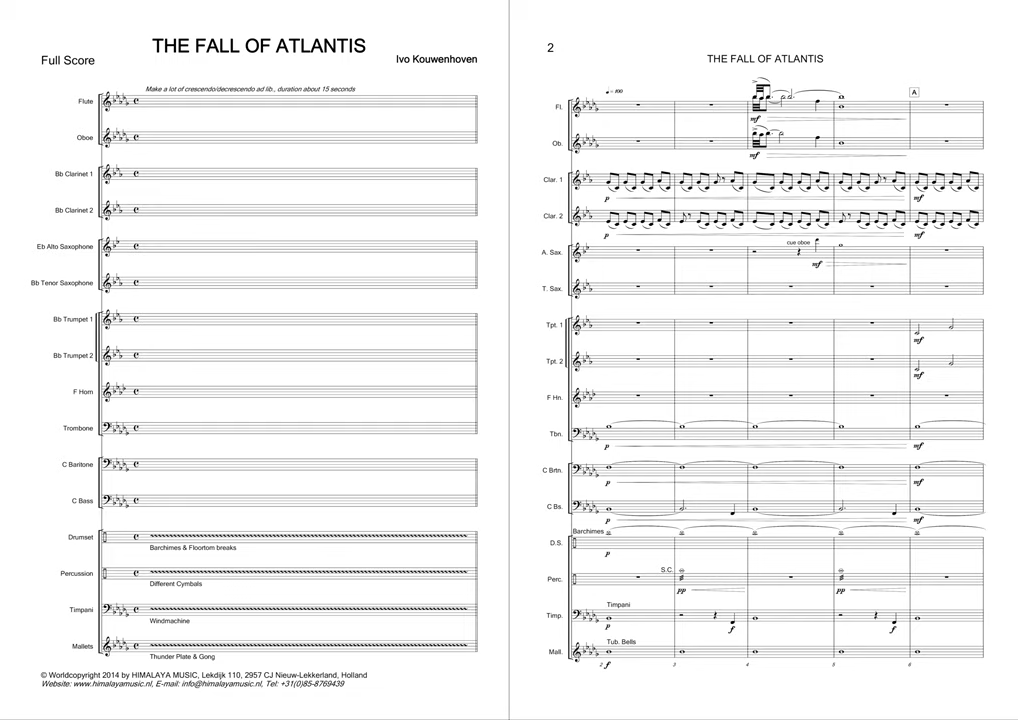 THE FALL OF ATLANTIS
Full Score
Ivo Kouwenhoven
Make a lot of crescendo/decrescendo ad lib., duration about 15 seconds
Flute
Oboe
Bb Clarinet 1
Bb Clarinet 2
Eb Alto Saxophone
Bb Tenor Saxophone
Bb Trumpet 1
Bb Trumpet 2
F Horn
Trombone
C Baritone
C Bass
Drumset
Barchimes & Floortom breaks
Percussion
Different Cymbals
Timpani
Windmachine
Mallets
Thunder Plate & Gong
© Worldcopyright 2014 by HIMALAYA MUSIC, Lekdijk 110, 2957 CJ Nieuw-Lekkerland, Holland
Website: www.himalayamusic.nl, E-mail: info@himalayamusic.nl, Tel: +31(0)85-8769439
2
THE FALL OF ATLANTIS
♩= 100
A
Fl.
mf
Ob.
mf
Clar. 1
p mf
Clar. 2
p mf
cue oboe
A. Sax.
mf
T. Sax.
Tpt. 1
mf
Tpt. 2
mf
F Hn.
Tbn.
p mf
C Brtn.
p mf
C Bs.
p mf
Barchimes
D.S.
p
S.C.
Perc.
pp pp
Timpani
Timp.
p f f
Tub. Bells
Mall.
f
2 3 4 5 6